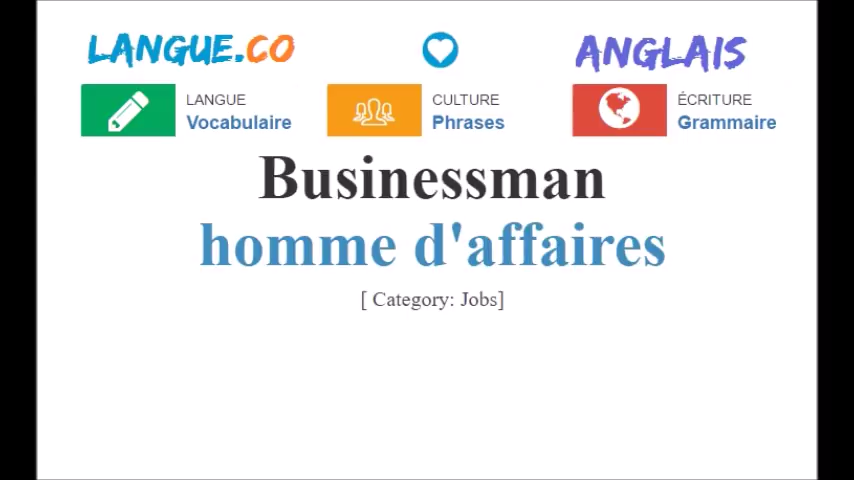 LANGUE.CO
ANGLAIS
LANGUE
Vocabulaire
CULTURE
Phrases
ÉCRITURE
Grammaire
Businessman
homme d'affaires
[ Category: Jobs]